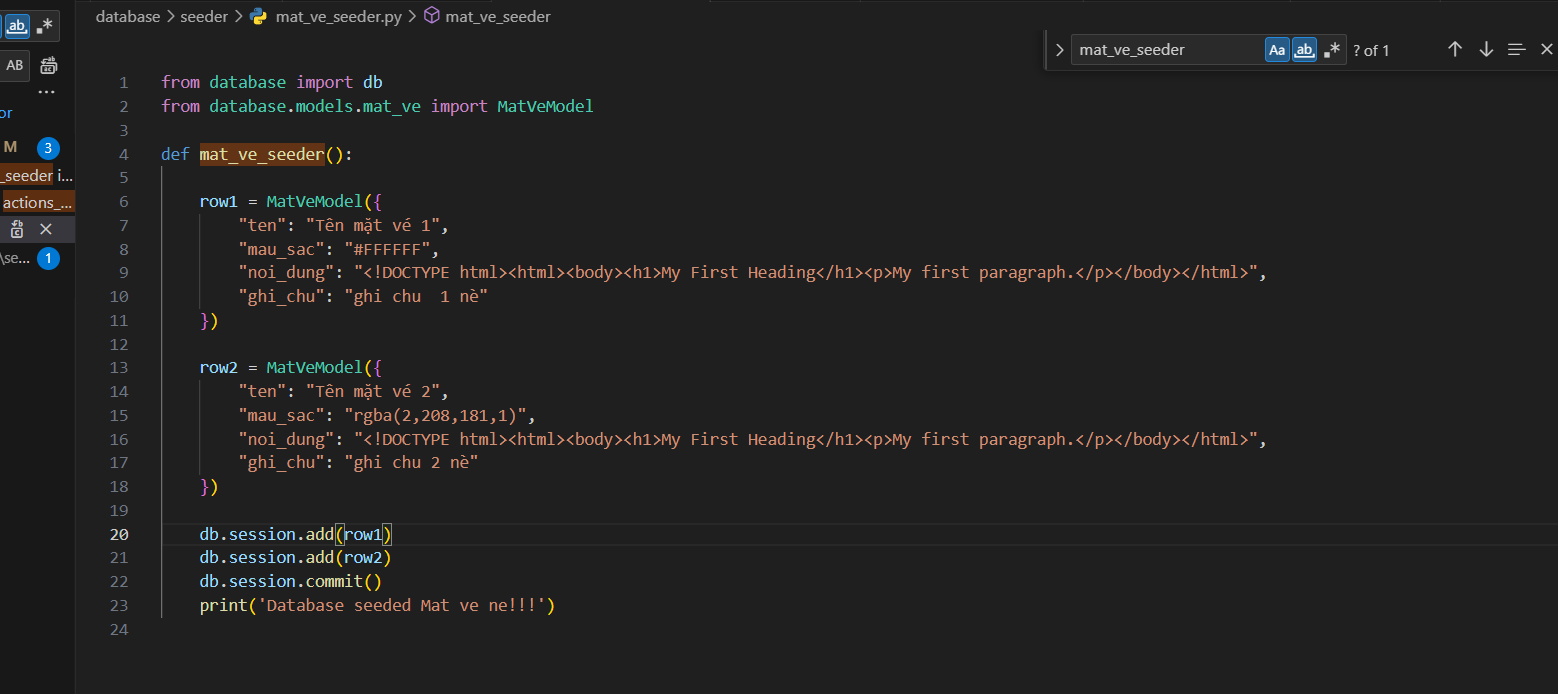 database > seeder > mat_ve_seeder.py > mat_ve_seeder
ab
AB
...
or
M 3
_seeder i...
actions_...
\se... 1
mat_ve_seeder Aa ab ? of 1
1 from database import db
2 from database.models.mat_ve import MatVeModel
3
4 def mat_ve_seeder():
5
6 row1 = MatVeModel({
7 "ten": "Tên mặt vé 1",
8 "mau_sac": "#FFFFFF",
9 "noi_dung": "<!DOCTYPE html><html><body><h1>My First Heading</h1><p>My first paragraph.</p></body></html>",
10 "ghi_chu": "ghi chu  1 nè"
11 })
12
13 row2 = MatVeModel({
14 "ten": "Tên mặt vé 2",
15 "mau_sac": "rgba(2,208,181,1)",
16 "noi_dung": "<!DOCTYPE html><html><body><h1>My First Heading</h1><p>My first paragraph.</p></body></html>",
17 "ghi_chu": "ghi chu 2 nè"
18 })
19
20 db.session.add(row1)
21 db.session.add(row2)
22 db.session.commit()
23 print('Database seeded Mat ve ne!!!')
24